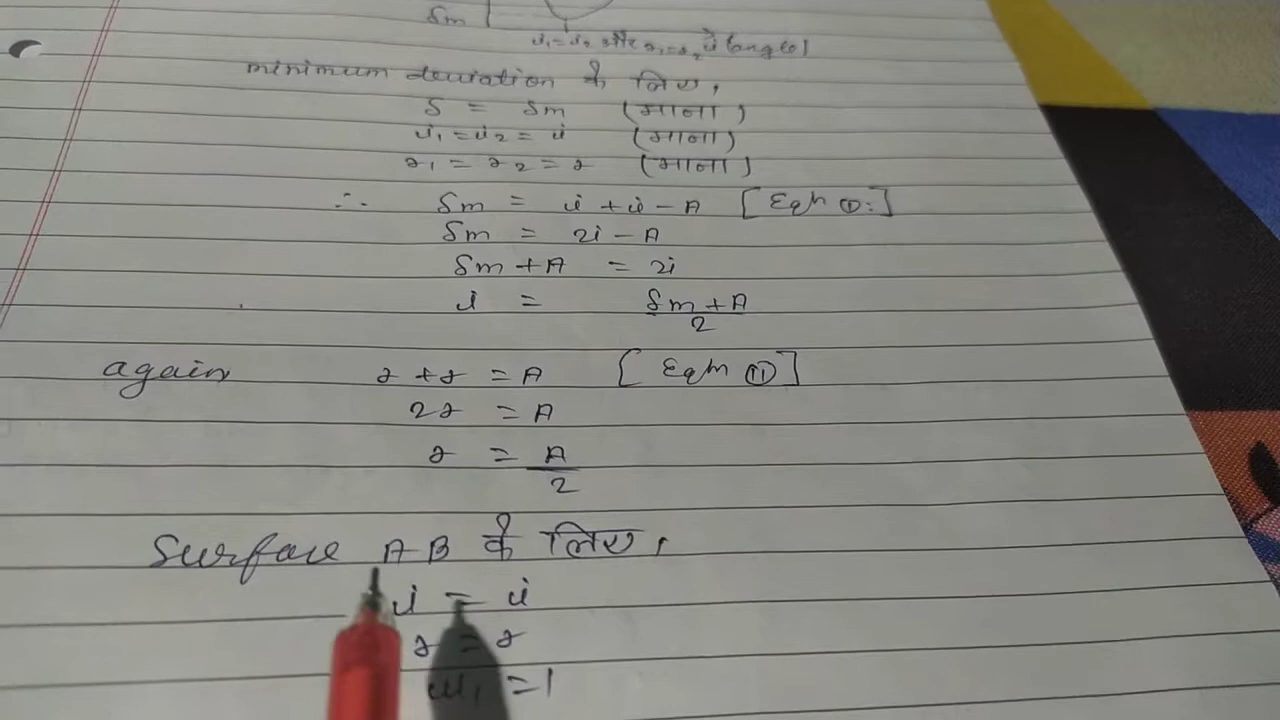 δm
i₁=i₂ और r₁=r₂ पे (angle)
minimum deviation के लिए,
δ = δm (माना)
i₁ = i₂ = i (माना)
r₁ = r₂ = r (माना)
∴ δm = i + i - A [Eqn ①:]
δm = 2i - A
δm + A = 2i
i = δm + A / 2
again r + r = A [Eqn ⑪]
2r = A
r = A / 2
Surface AB के लिए,
i = i
r = r
μ₁ = 1